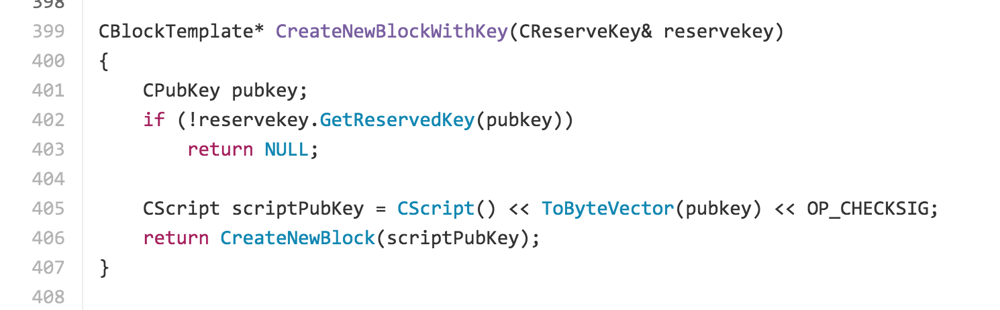 398
399 CBlockTemplate* CreateNewBlockWithKey(CReserveKey& reservekey)
400 {
401     CPubKey pubkey;
402     if (!reservekey.GetReservedKey(pubkey))
403         return NULL;
404
405     CScript scriptPubKey = CScript() << ToByteVector(pubkey) << OP_CHECKSIG;
406     return CreateNewBlock(scriptPubKey);
407 }
408